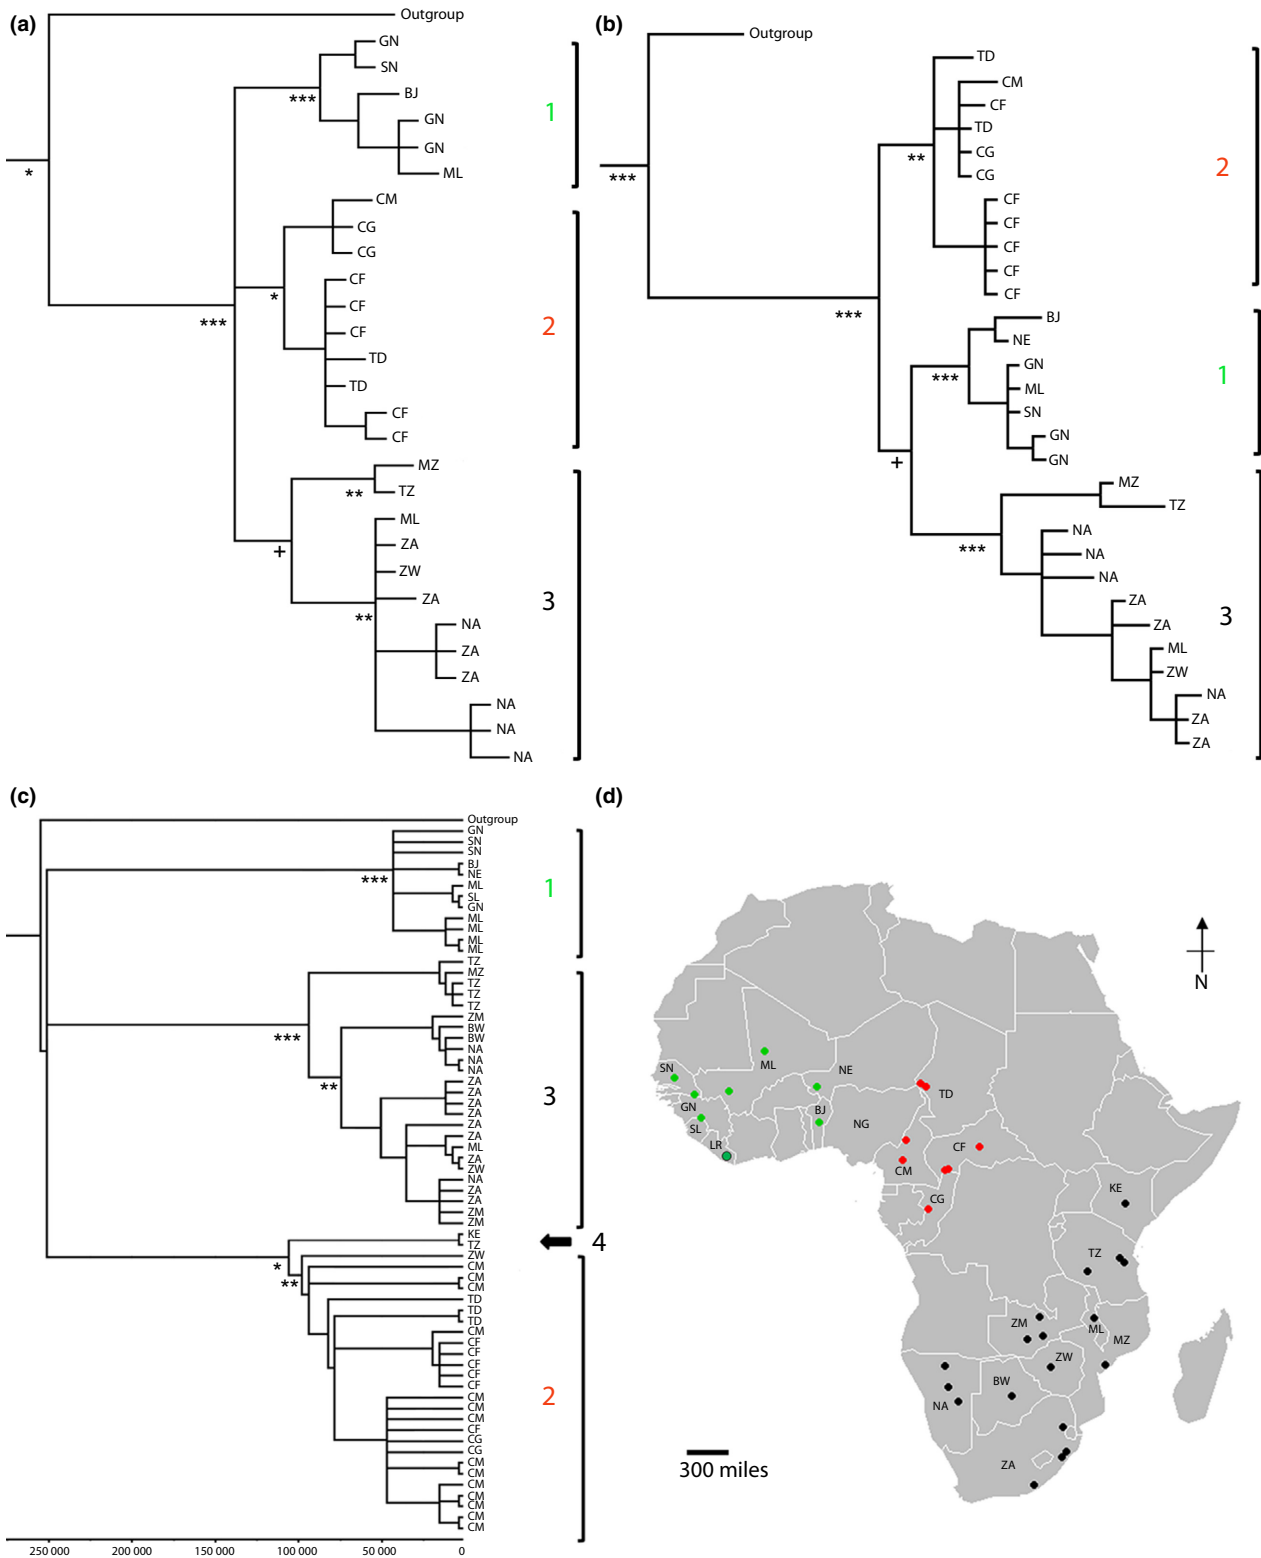 (a)
Outgroup
GN
SN
***
BJ
GN
GN
ML
1
*
CM
CG
CG
*
CF
CF
CF
TD
TD
CF
CF
2
***
MZ
TZ
**
+
ML
ZA
ZW
ZA
**
NA
ZA
ZA
NA
NA
NA
3
(b)
Outgroup
TD
CM
CF
TD
CG
CG
**
CF
CF
CF
CF
CF
2
***
***
BJ
NE
GN
ML
SN
GN
GN
***
1
+
MZ
TZ
NA
NA
NA
***
ZA
ZA
ML
ZW
NA
ZA
ZA
3
(c)
Outgroup
GN
SN
SN
BJ
NE
ML
SL
GN
ML
ML
ML
ML
***
1
TZ
MZ
TZ
TZ
TZ
ZM
BW
BW
NA
NA
NA
ZA
ZA
ZA
ZA
ZA
ZA
ML
ZA
ZW
NA
ZA
ZA
ZM
ZM
***
**
3
KE
TZ
4
ZW
CM
CM
CM
TD
TD
TD
CM
CF
CF
CF
CF
CF
CM
CM
CM
CF
CG
CG
CM
CM
CM
CM
CM
CM
CM
*
**
2
250 000 200 000 150 000 100 000 50 000 0
(d)
N
SN
ML
NE
TD
GN
SL
BJ
NG
LR
CM
CF
CG
KE
TZ
ZM
ML
MZ
ZW
BW
NA
ZA
300 miles